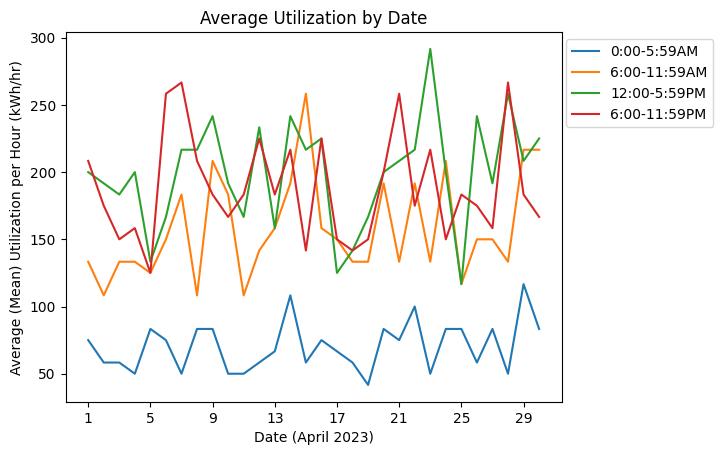 Average Utilization by Date
Average (Mean) Utilization per Hour (kWh/hr)
300
250
200
150
100
50
1 5 9 13 17 21 25 29
Date (April 2023)
0:00-5:59AM
6:00-11:59AM
12:00-5:59PM
6:00-11:59PM